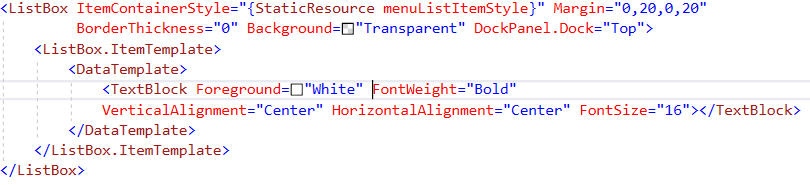 <ListBox ItemContainerStyle="{StaticResource menuListItemStyle}" Margin="0,20,0,20"
BorderThickness="0" Background="Transparent" DockPanel.Dock="Top">
<ListBox.ItemTemplate>
<DataTemplate>
<TextBlock Foreground="White" FontWeight="Bold"
VerticalAlignment="Center" HorizontalAlignment="Center" FontSize="16"></TextBlock>
</DataTemplate>
</ListBox.ItemTemplate>
</ListBox>